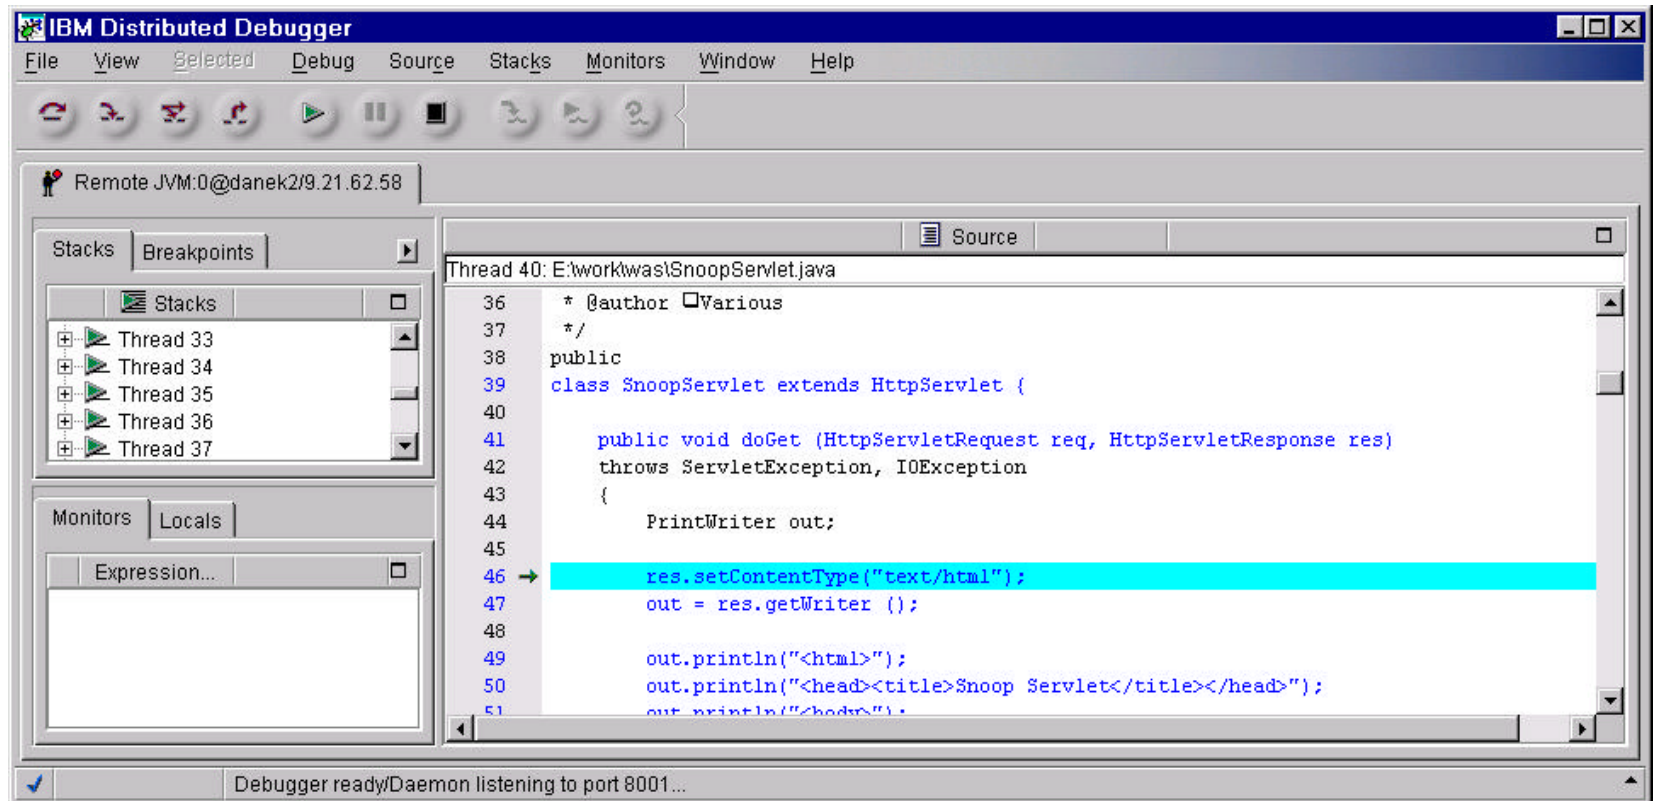 IBM Distributed Debugger
File View Selected Debug Source Stacks Monitors Window Help
Remote JVM:0@danek2/9.21.62.58
Stacks Breakpoints
Stacks
Thread 33
Thread 34
Thread 35
Thread 36
Thread 37
Monitors Locals
Expression...
Source
Thread 40: E:\work\was\SnoopServlet.java
36 * @author □Various
37 */
38 public
39 class SnoopServlet extends HttpServlet {
40
41 public void doGet (HttpServletRequest req, HttpServletResponse res)
42 throws ServletException, IOException
43 {
44 PrintWriter out;
45
46 res.setContentType("text/html");
47 out = res.getWriter ();
48
49 out.println("<html>");
50 out.println("<head><title>Snoop Servlet</title></head>");
51 out.println("<body>");
Debugger ready/Daemon listening to port 8001...